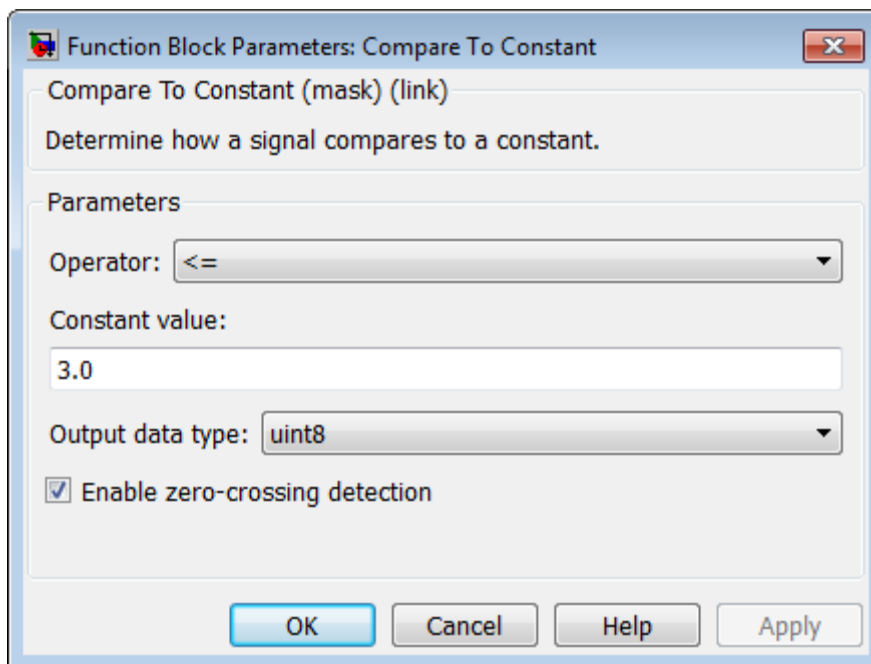 Function Block Parameters: Compare To Constant
Compare To Constant (mask) (link)
Determine how a signal compares to a constant.
Parameters
Operator: <=
Constant value:
3.0
Output data type: uint8
Enable zero-crossing detection
OK Cancel Help Apply